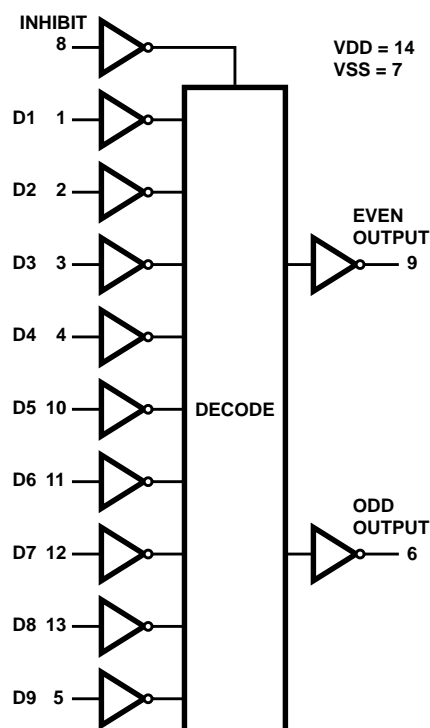 INHIBIT
8
VDD = 14
VSS = 7
D1 1
D2 2
D3 3
EVEN
OUTPUT
9
D4 4
D5 10
DECODE
D6 11
D7 12
ODD
OUTPUT
6
D8 13
D9 5